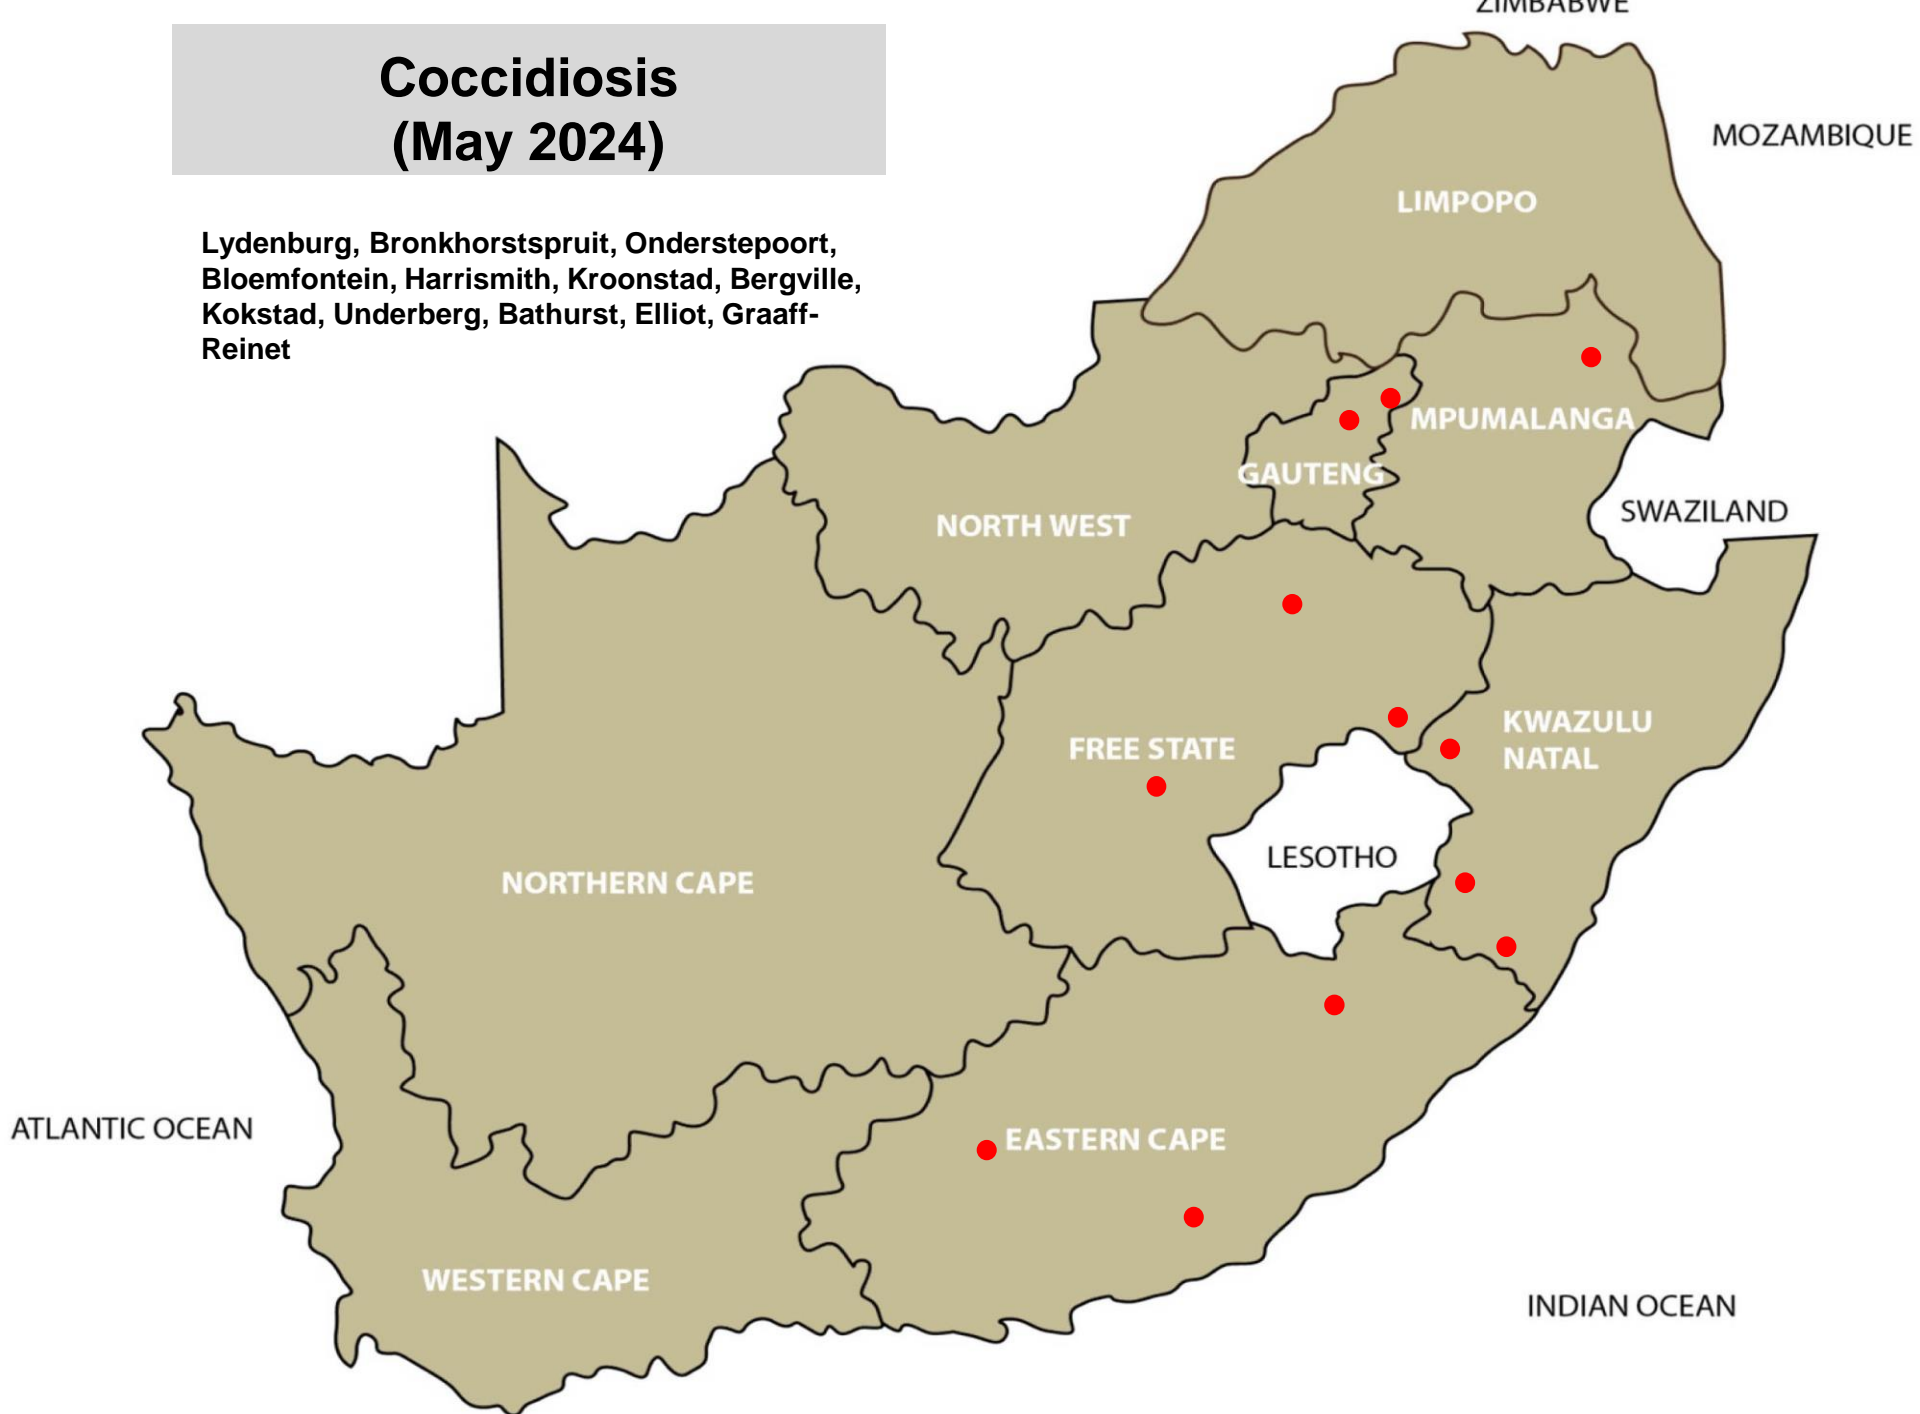 ZIMBABWE
Coccidiosis
(May 2024)
MOZAMBIQUE
LIMPOPO
Lydenburg, Bronkhorstspruit, Onderstepoort,
Bloemfontein, Harrismith, Kroonstad, Bergville,
Kokstad, Underberg, Bathurst, Elliot, Graaff-
Reinet
MPUMALANGA
GAUTENG
SWAZILAND
NORTH WEST
KWAZULU
NATAL
FREE STATE
LESOTHO
NORTHERN CAPE
ATLANTIC OCEAN
EASTERN CAPE
WESTERN CAPE
INDIAN OCEAN